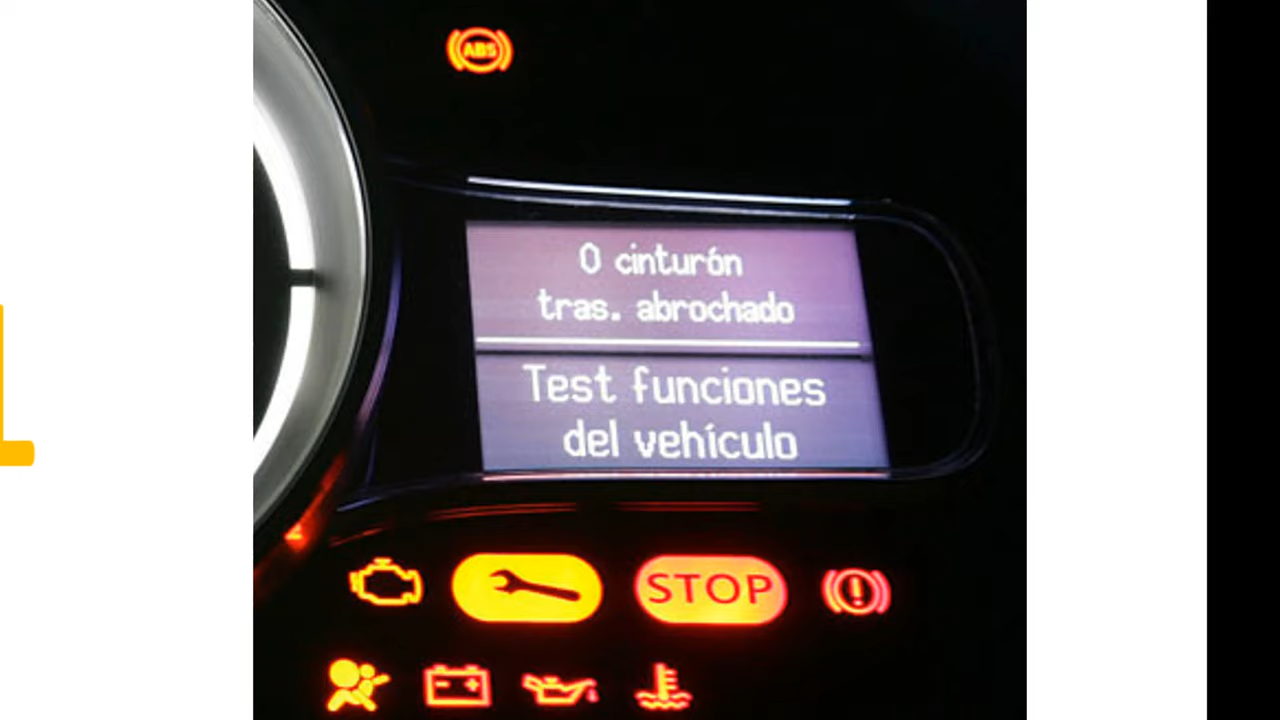 ABS
0 cinturón
tras. abrochado
Test funciones
del vehículo
STOP